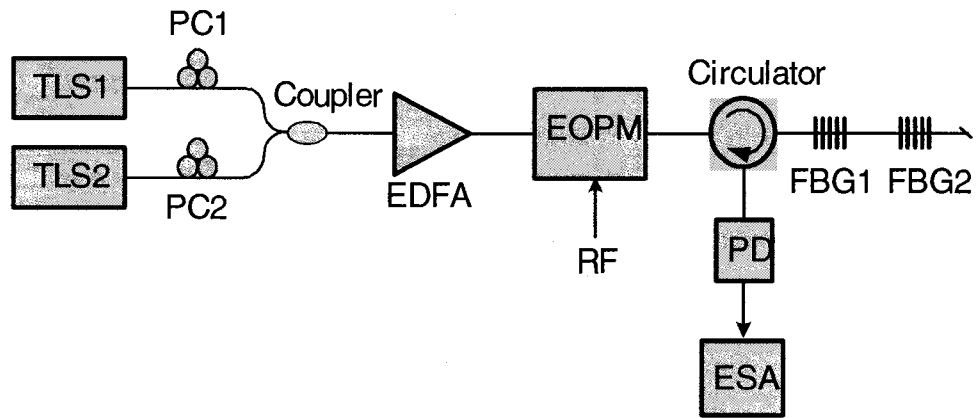 PC1
TLS1
Coupler
Circulator
EOPM
TLS2
PC2
EDFA
FBG1
FBG2
RF
PD
ESA